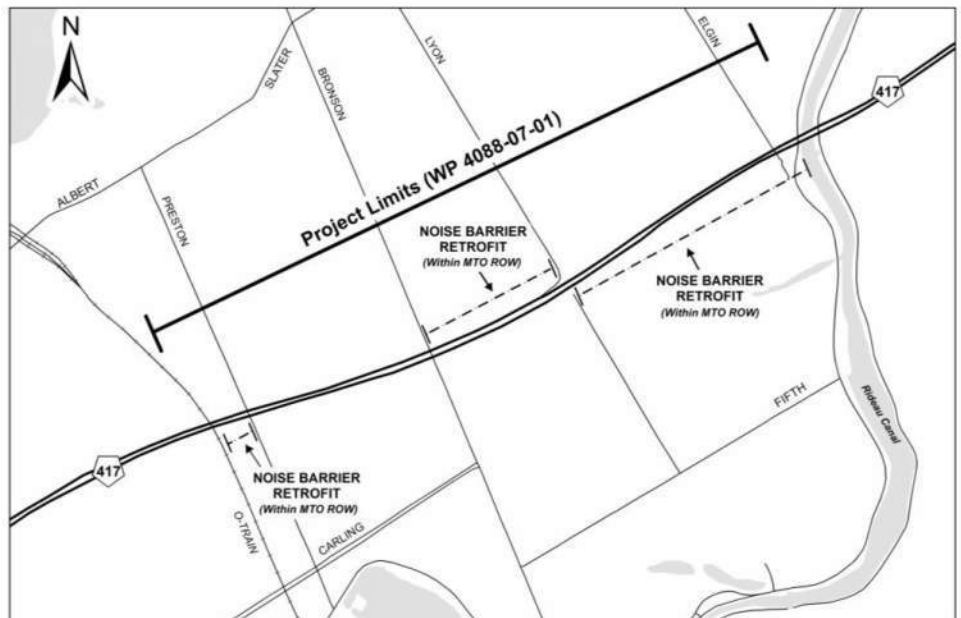 N
ELGIN
LYON
SLATER
BRONSON
417
Project Limits (WP 4088-07-01)
ALBERT
PRESTON
NOISE BARRIER
RETROFIT
(Within MTO ROW)
NOISE BARRIER
RETROFIT
(Within MTO ROW)
FIFTH
Rideau Canal
417
NOISE BARRIER
RETROFIT
(Within MTO ROW)
O-TRAIN
CARLING